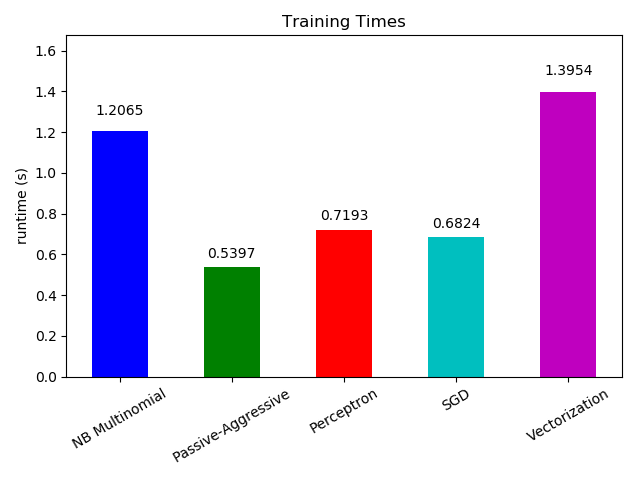 Training Times
runtime (s)
1.6
1.4
1.2
1.0
0.8
0.6
0.4
0.2
0.0
1.2065
0.5397
0.7193
0.6824
1.3954
NB Multinomial
Passive-Aggressive
Perceptron
SGD
Vectorization